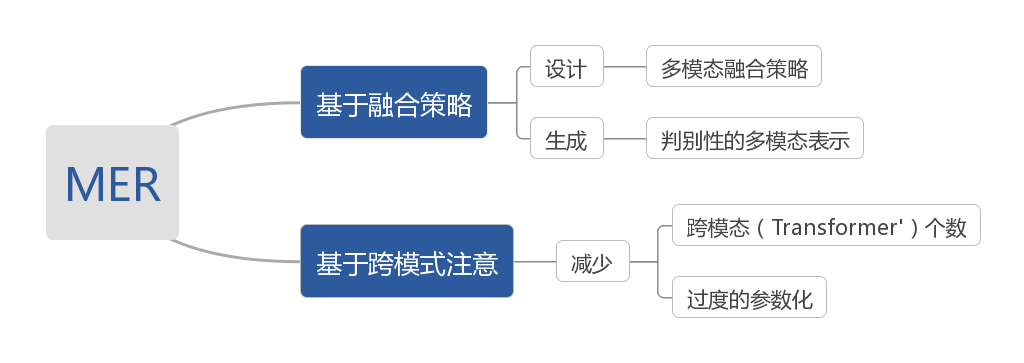 MER
基于融合策略
设计
多模态融合策略
生成
判别性的多模态表示
基于跨模式注意
减少
跨模态（Transformer'）个数
过度的参数化